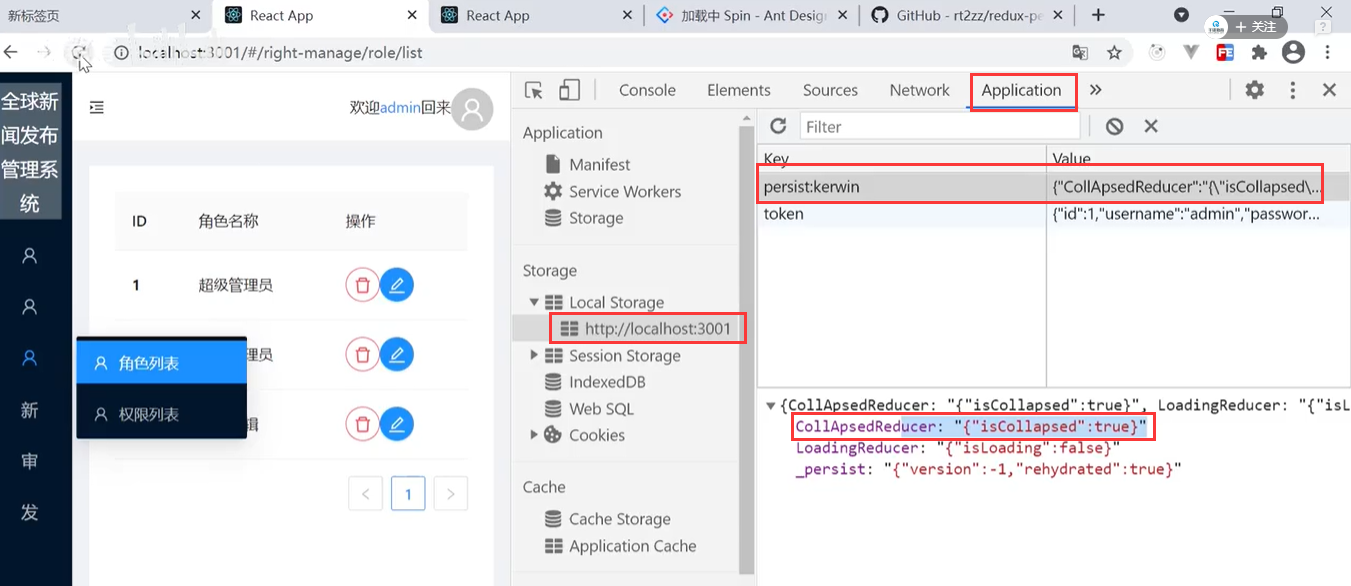 新标签页
React App
React App
加载中 Spin - Ant Desig
GitHub - rt2zz/redux-pe
关注
localhost:3001/#/right-manage/role/list
全球新
闻发布
管理系
统
新
审
发
欢迎admin回来
ID 角色名称 操作
1 超级管理员
理员
角色列表
权限列表
辑
1
Console Elements Sources Network Application
Application
Manifest
Service Workers
Storage
Storage
Local Storage
http://localhost:3001
Session Storage
IndexedDB
Web SQL
Cookies
Cache
Cache Storage
Application Cache
Filter
Key Value
persist:kerwin {"CollApsedReducer":"{\"isCollapsed\...
token {"id":1,"username":"admin","passwor...
{CollApsedReducer: "{"isCollapsed":true}", LoadingReducer: "{"isL
CollApsedReducer: "{"isCollapsed":true}"
LoadingReducer: "{"isLoading":false}"
_persist: "{"version":-1,"rehydrated":true}"